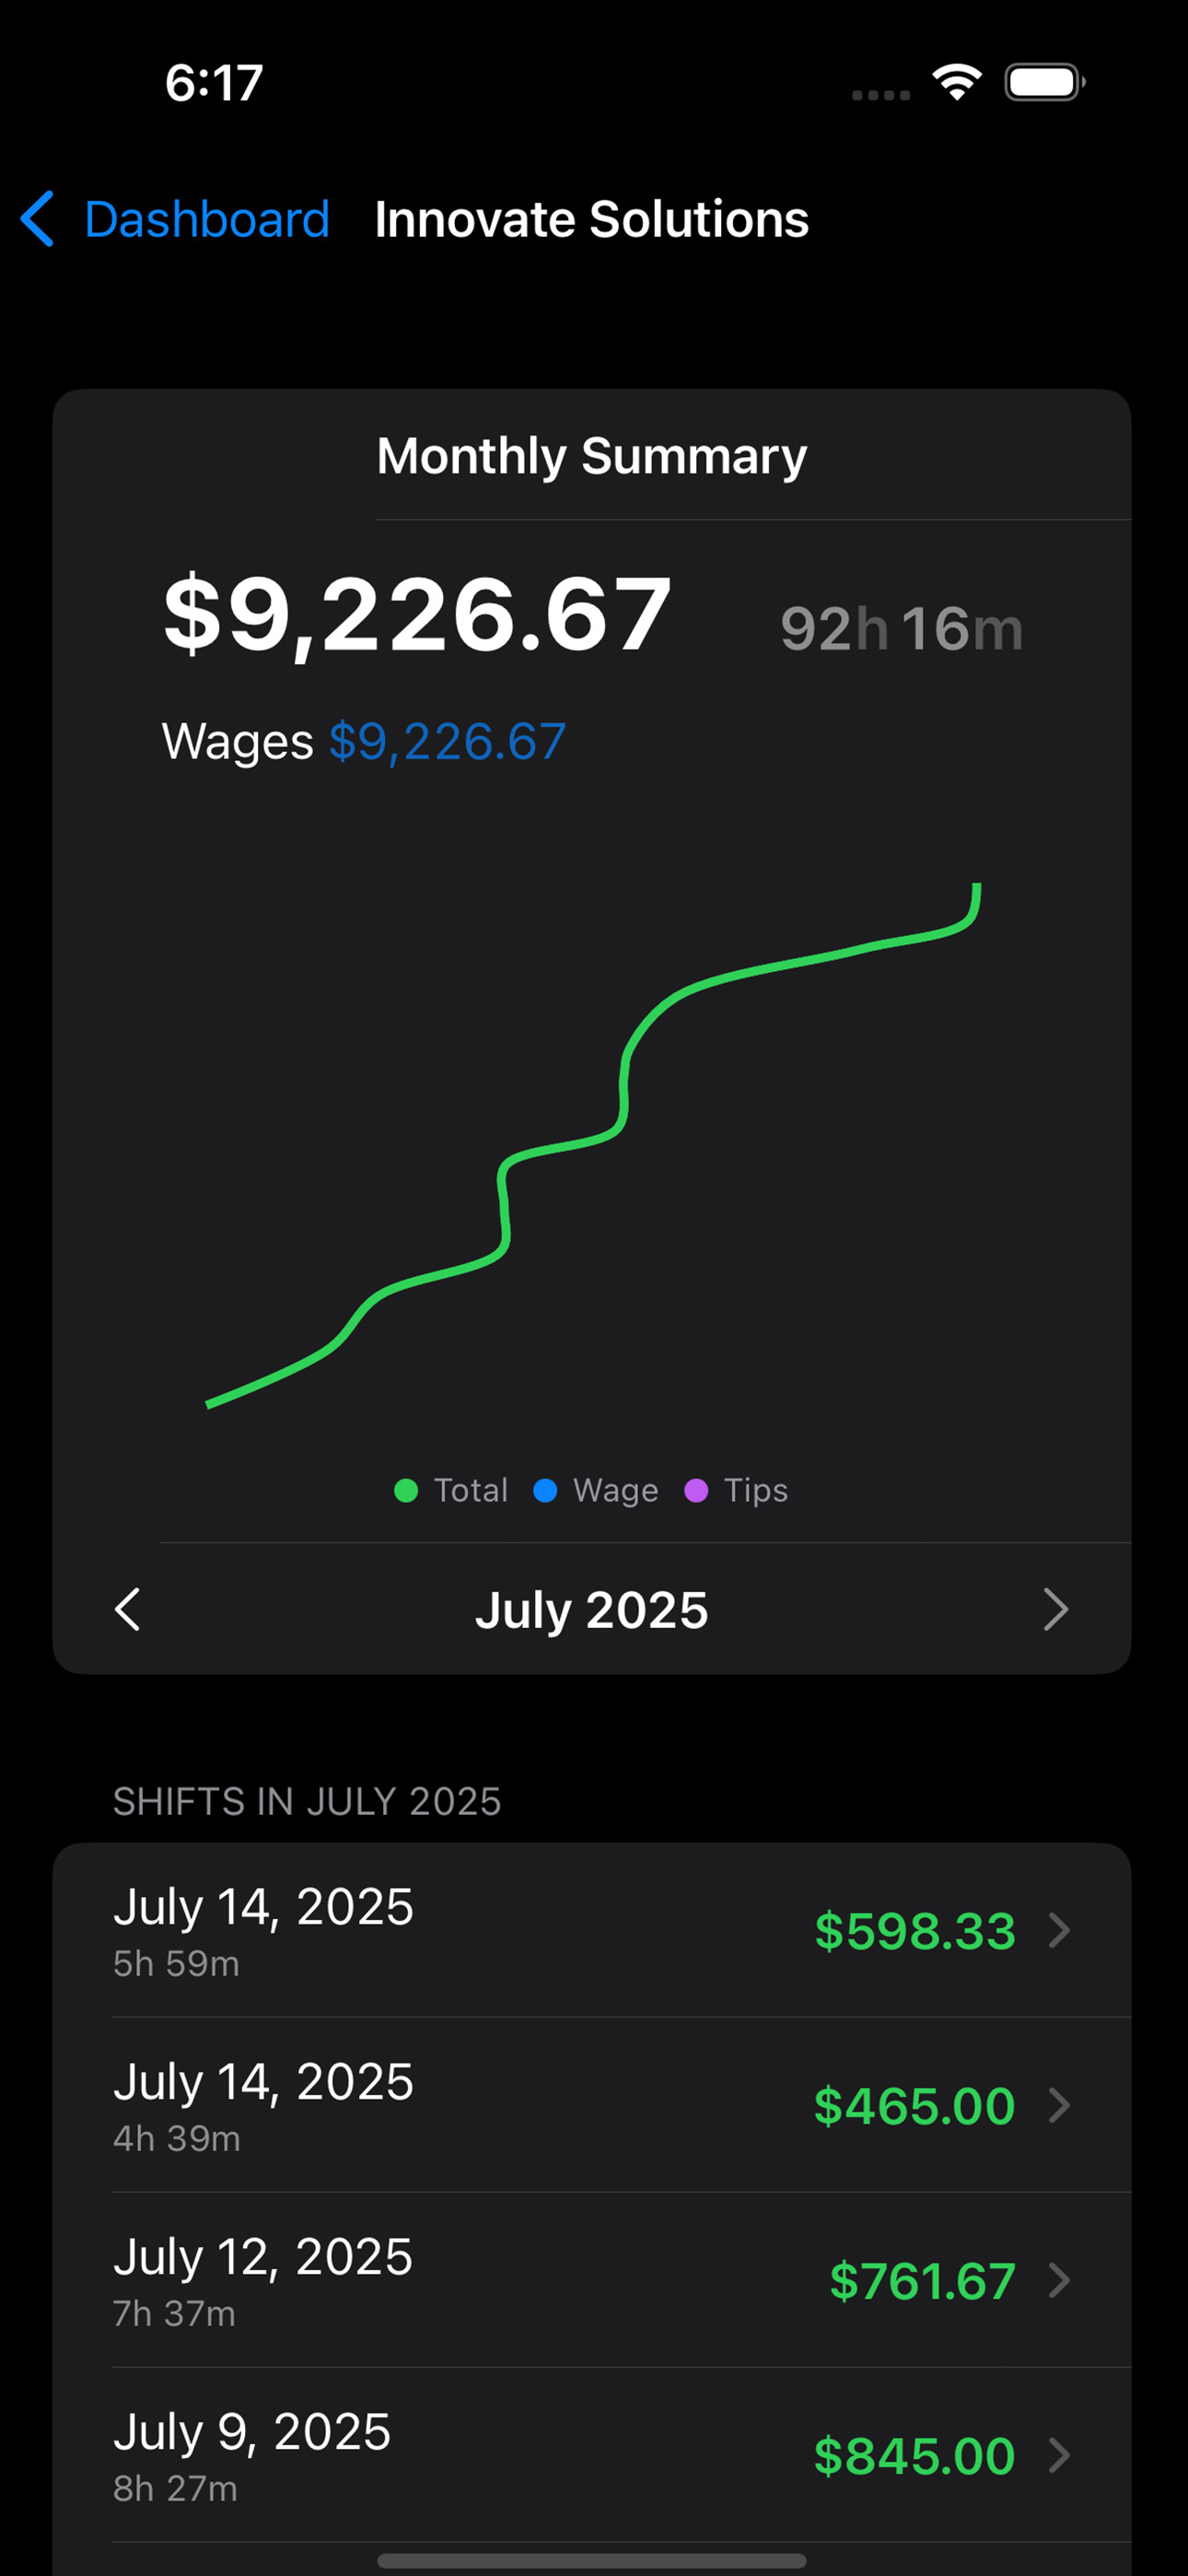 6:17
Dashboard Innovate Solutions
Monthly Summary
$9,226.67 92h 16m
Wages $9,226.67
Total Wage Tips
July 2025
SHIFTS IN JULY 2025
July 14, 2025
$598.33
5h 59m
July 14, 2025
$465.00
4h 39m
July 12, 2025
$761.67
7h 37m
July 9, 2025
$845.00
8h 27m